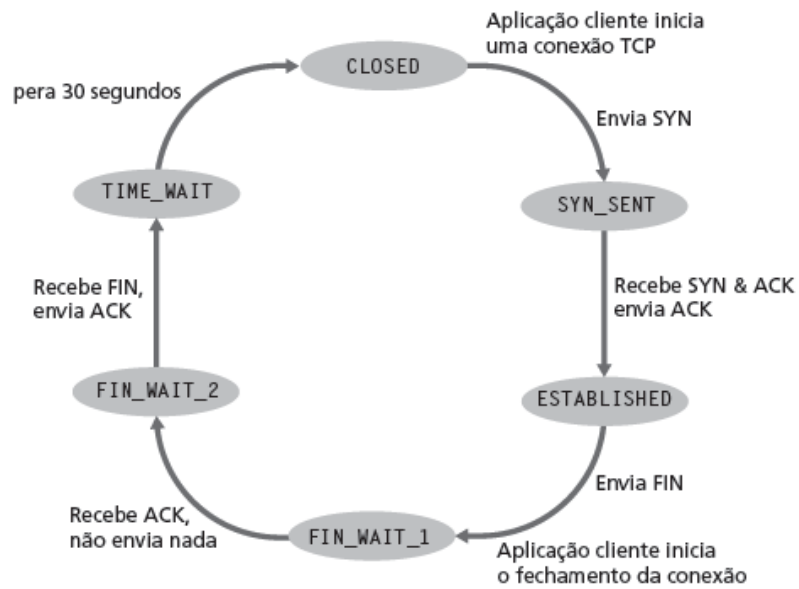 Aplicação cliente inicia
uma conexão TCP
CLOSED
pera 30 segundos
Envia SYN
TIME_WAIT
SYN_SENT
Recebe FIN,
envia ACK
Recebe SYN & ACK
envia ACK
FIN_WAIT_2
ESTABLISHED
Envia FIN
Recebe ACK,
não envia nada
FIN_WAIT_1
Aplicação cliente inicia
o fechamento da conexão